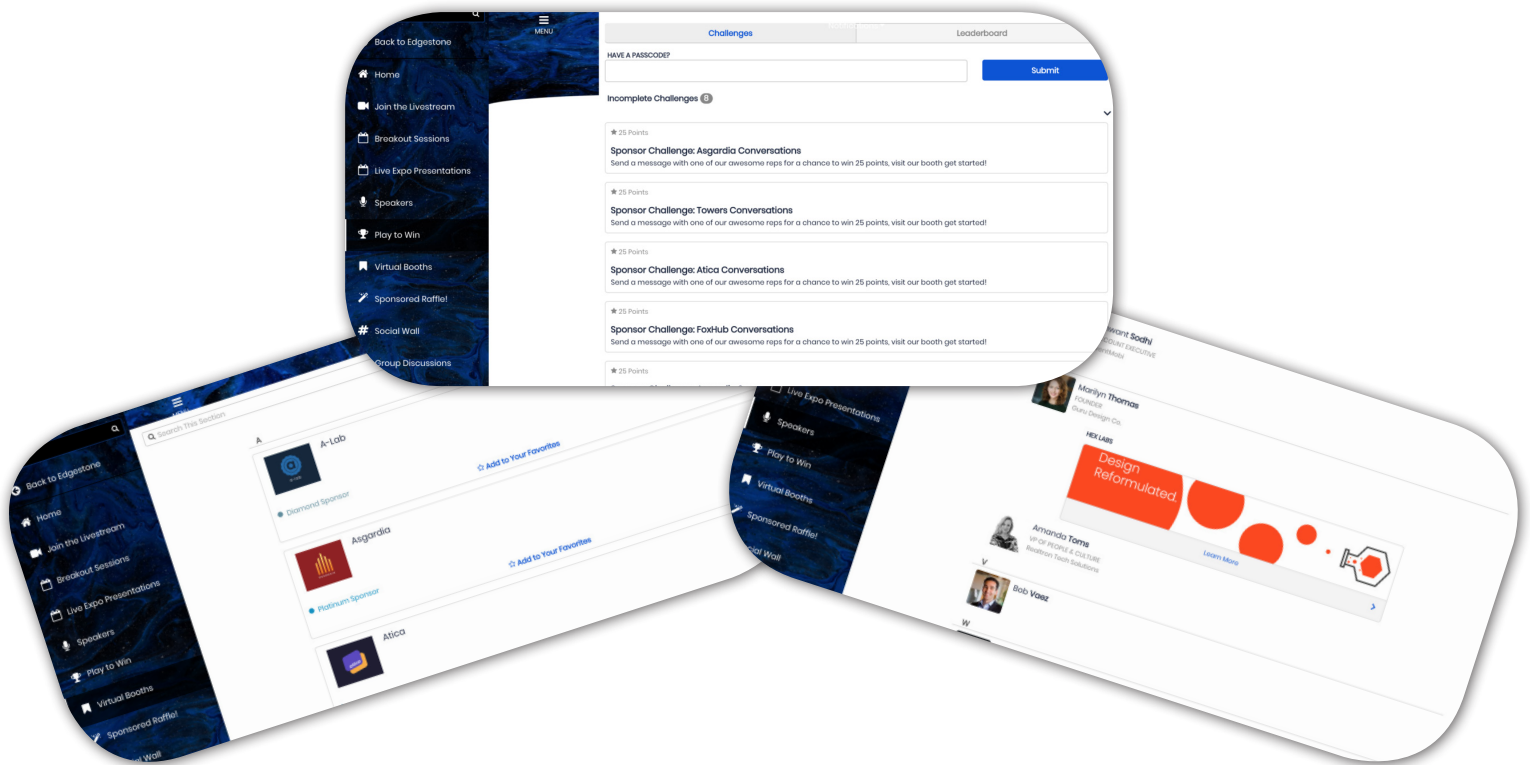 Back to Edgestone
Home
Join the Livestream
Breakout Sessions
Live Expo Presentations
Speakers
Play to Win
Virtual Booths
Sponsored Raffle!
Social Wall
Group Discussions
MENU
Challenges
Leaderboard
HAVE A PASSCODE?
Submit
Incomplete Challenges 8
25 Points
Sponsor Challenge: Asgardia Conversations
Send a message with one of our awesome reps for a chance to win 25 points, visit our booth get started!
25 Points
Sponsor Challenge: Towers Conversations
Send a message with one of our awesome reps for a chance to win 25 points, visit our booth get started!
25 Points
Sponsor Challenge: Atica Conversations
Send a message with one of our awesome reps for a chance to win 25 points, visit our booth get started!
25 Points
Sponsor Challenge: FoxHub Conversations
Send a message with one of our awesome reps for a chance to win 25 points, visit our booth get started!
25 Points
Back to Edgestone
Home
Join the Livestream
Breakout Sessions
Live Expo Presentations
Speakers
Play to Win
Virtual Booths
Sponsored Raffle!
Wall
Search This Section
A
A-Lab
Add to Your Favorites
Diamond Sponsor
Asgardia
Add to Your Favorites
Platinum Sponsor
Atica
Live Expo Presentations
Speakers
Play to Win
Virtual Booths
Sponsored Raffle!
Wall
Sodhi
EXECUTIVE
Marilyn Thomas
FOUNDER
Guru Design Co.
HEX LABS
Design
Reformulated.
Learn More
Amanda Toms
VP OF PEOPLE & CULTURE
Realtron Tech Solutions
V
Bob Vaez
W